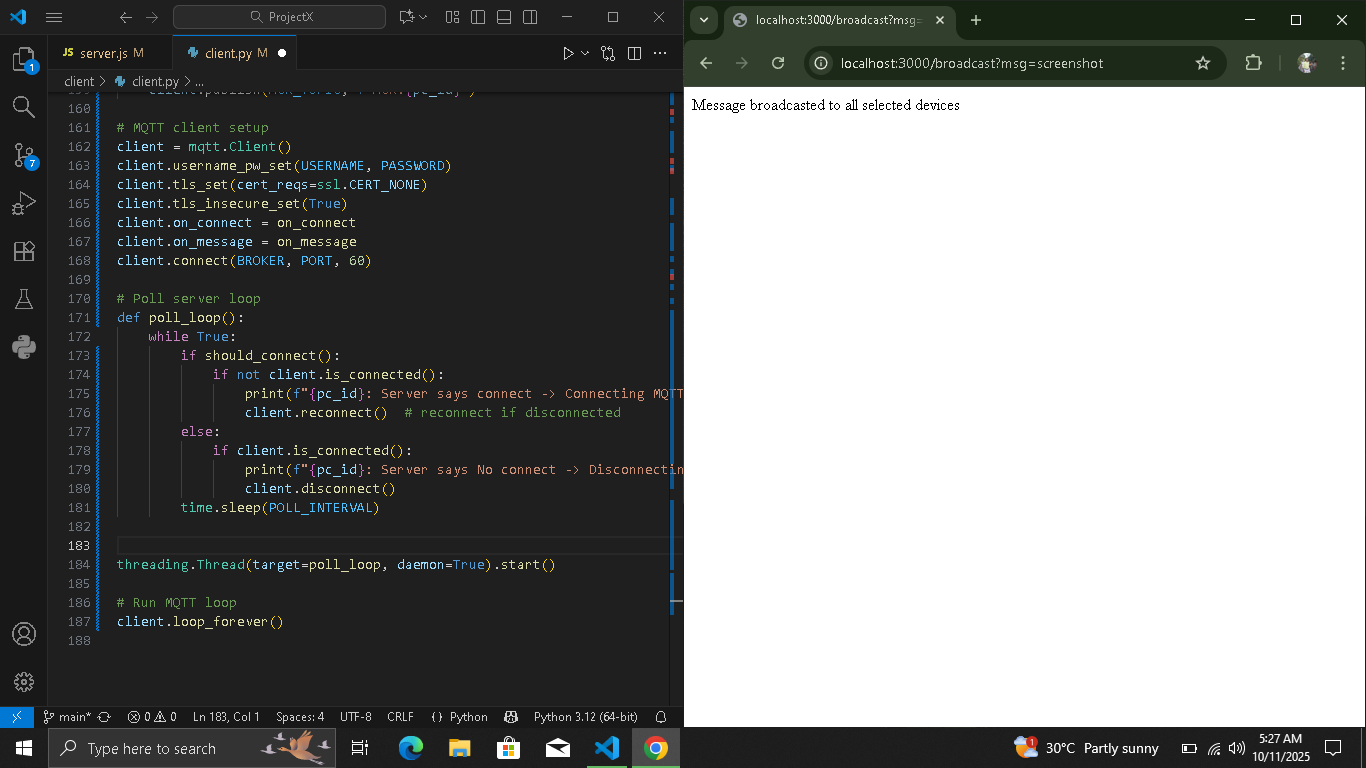 ProjectX
server.js M
client.py M
client > client.py > ...
160
161 # MQTT client setup
162 client = mqtt.Client()
163 client.username_pw_set(USERNAME, PASSWORD)
164 client.tls_set(cert_reqs=ssl.CERT_NONE)
165 client.tls_insecure_set(True)
166 client.on_connect = on_connect
167 client.on_message = on_message
168 client.connect(BROKER, PORT, 60)
169
170 # Poll server loop
171 def poll_loop():
172     while True:
173         if should_connect():
174             if not client.is_connected():
175                 print(f"{pc_id}: Server says connect -> Connecting MQTT
176                 client.reconnect()  # reconnect if disconnected
177         else:
178             if client.is_connected():
179                 print(f"{pc_id}: Server says No connect -> Disconnectin
180                 client.disconnect()
181         time.sleep(POLL_INTERVAL)
182
183
184 threading.Thread(target=poll_loop, daemon=True).start()
185
186 # Run MQTT loop
187 client.loop_forever()
188
1
7
main* 0 0 Ln 183, Col 1 Spaces: 4 UTF-8 CRLF {} Python Python 3.12 (64-bit)
localhost:3000/broadcast?msg=
localhost:3000/broadcast?msg=screenshot
Message broadcasted to all selected devices
Type here to search
1
30°C Partly sunny
5:27 AM
10/11/2025